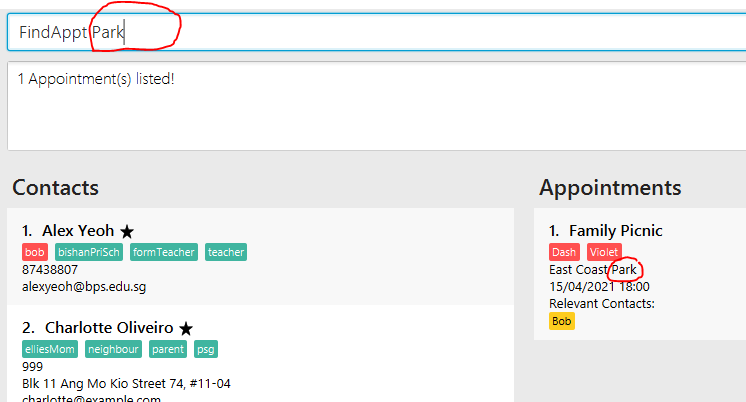 FindAppt Park
1 Appointment(s) listed!
Contacts
1. Alex Yeoh ★
bob bishanPriSch formTeacher teacher
87438807
alexyeoh@bps.edu.sg
2. Charlotte Oliveiro ★
elliesMom neighbour parent psg
999
Blk 11 Ang Mo Kio Street 74, #11-04
charlotte@example.com
Appointments
1. Family Picnic
Dash Violet
East Coast Park
15/04/2021 18:00
Relevant Contacts:
Bob